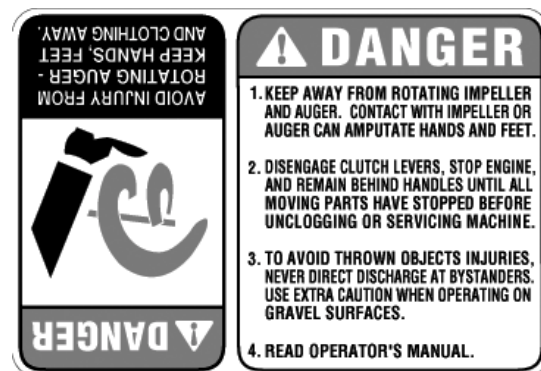 DANGER
AVOID INJURY FROM
ROTATING AUGER -
KEEP HANDS, FEET
AND CLOTHING AWAY.
DANGER
1. KEEP AWAY FROM ROTATING IMPELLER
AND AUGER. CONTACT WITH IMPELLER OR
AUGER CAN AMPUTATE HANDS AND FEET.
2. DISENGAGE CLUTCH LEVERS, STOP ENGINE,
AND REMAIN BEHIND HANDLES UNTIL ALL
MOVING PARTS HAVE STOPPED BEFORE
UNCLOGGING OR SERVICING MACHINE.
3. TO AVOID THROWN OBJECTS INJURIES,
NEVER DIRECT DISCHARGE AT BYSTANDERS.
USE EXTRA CAUTION WHEN OPERATING ON
GRAVEL SURFACES.
4. READ OPERATOR'S MANUAL.